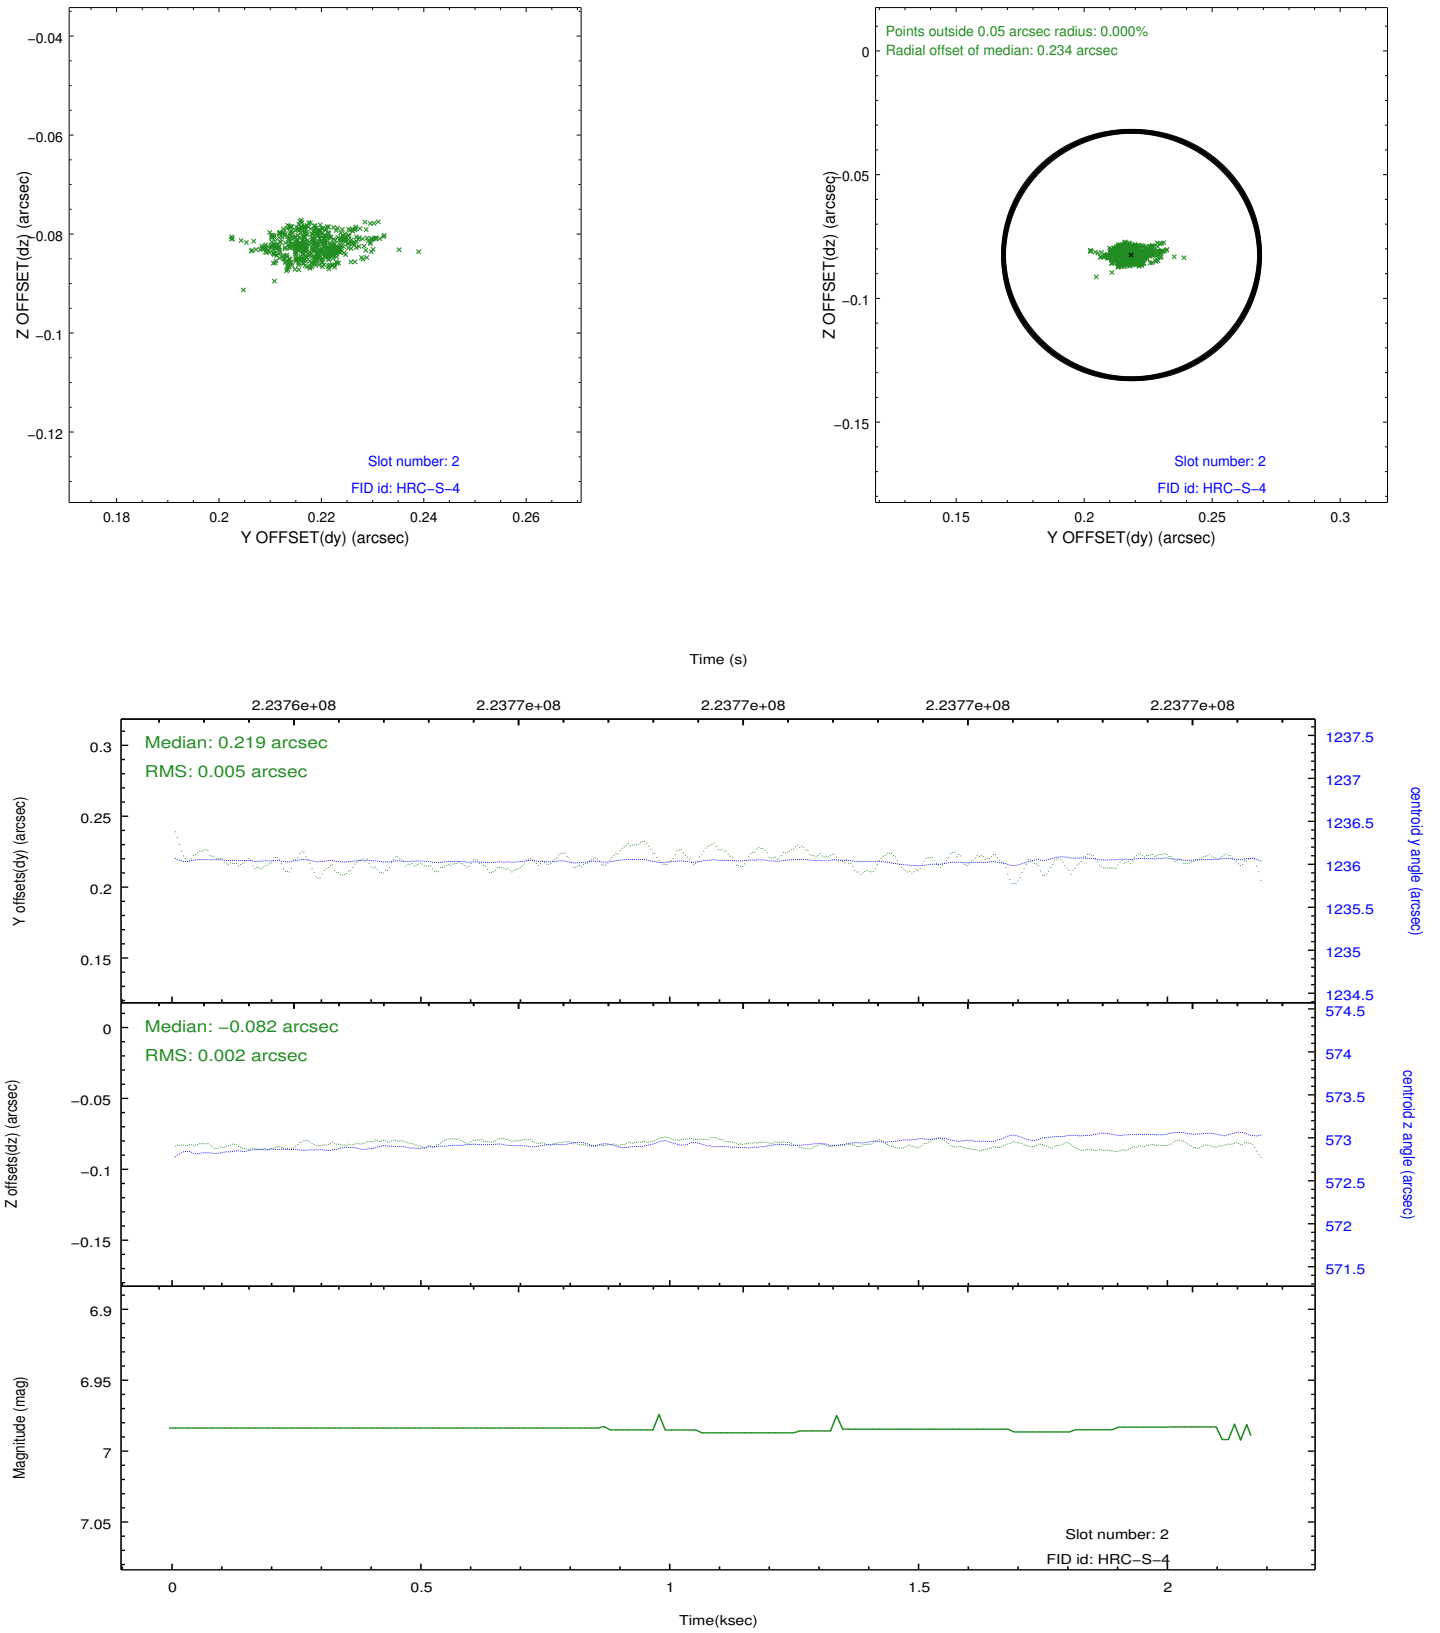 −0.04
−0.06
−0.08
−0.1
−0.12
Z OFFSET(dz) (arcsec)
0.18 0.2 0.22 0.24 0.26
Y OFFSET(dy) (arcsec)
Slot number: 2
FID id: HRC−S−4
Points outside 0.05 arcsec radius: 0.000%
Radial offset of median: 0.234 arcsec
0
−0.05
−0.1
−0.15
Z OFFSET(dz) (arcsec)
0.15 0.2 0.25 0.3
Y OFFSET(dy) (arcsec)
Slot number: 2
FID id: HRC−S−4
Time (s)
2.2376e+08 2.2377e+08 2.2377e+08 2.2377e+08 2.2377e+08
Median: 0.219 arcsec
RMS: 0.005 arcsec
0.3
0.25
0.2
0.15
Y offsets(dy) (arcsec)
1237.5
1237
1236.5
1236
1235.5
1235
1234.5
centroid y angle (arcsec)
Median: −0.082 arcsec
RMS: 0.002 arcsec
0
−0.05
−0.1
−0.15
Z offsets(dz) (arcsec)
574.5
574
573.5
573
572.5
572
571.5
centroid z angle (arcsec)
6.9
6.95
7
7.05
Magnitude (mag)
Slot number: 2
FID id: HRC−S−4
0 0.5 1 1.5 2
Time(ksec)